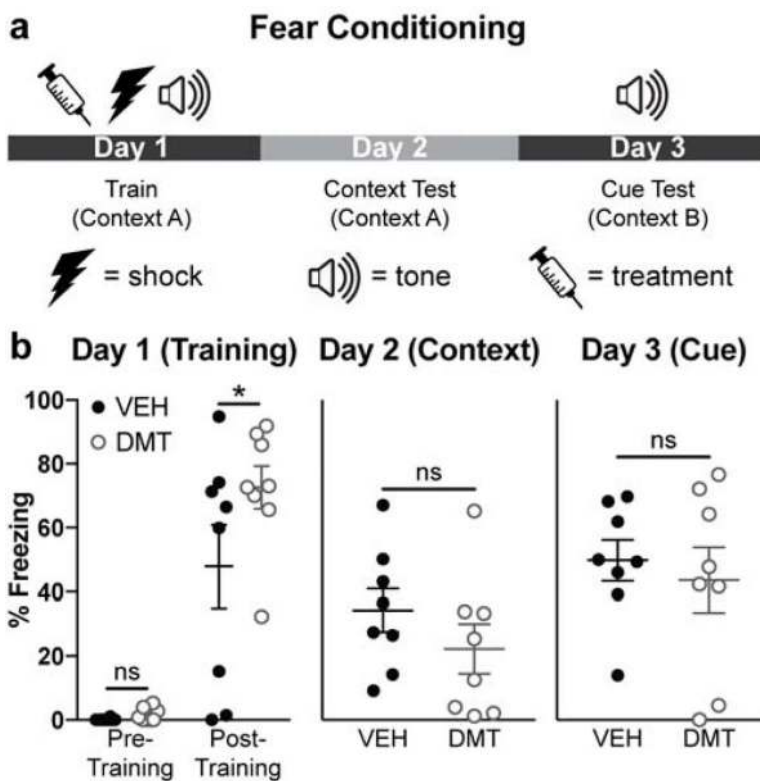 a Fear Conditioning
Day 1 Day 2 Day 3
Train Context Test Cue Test
(Context A) (Context A) (Context B)
= shock = tone = treatment
b Day 1 (Training) Day 2 (Context) Day 3 (Cue)
100
80
60
40
20
0
% Freezing
VEH
DMT
*
ns
ns
ns
Pre-
Training
Post-
Training
VEH DMT
VEH DMT